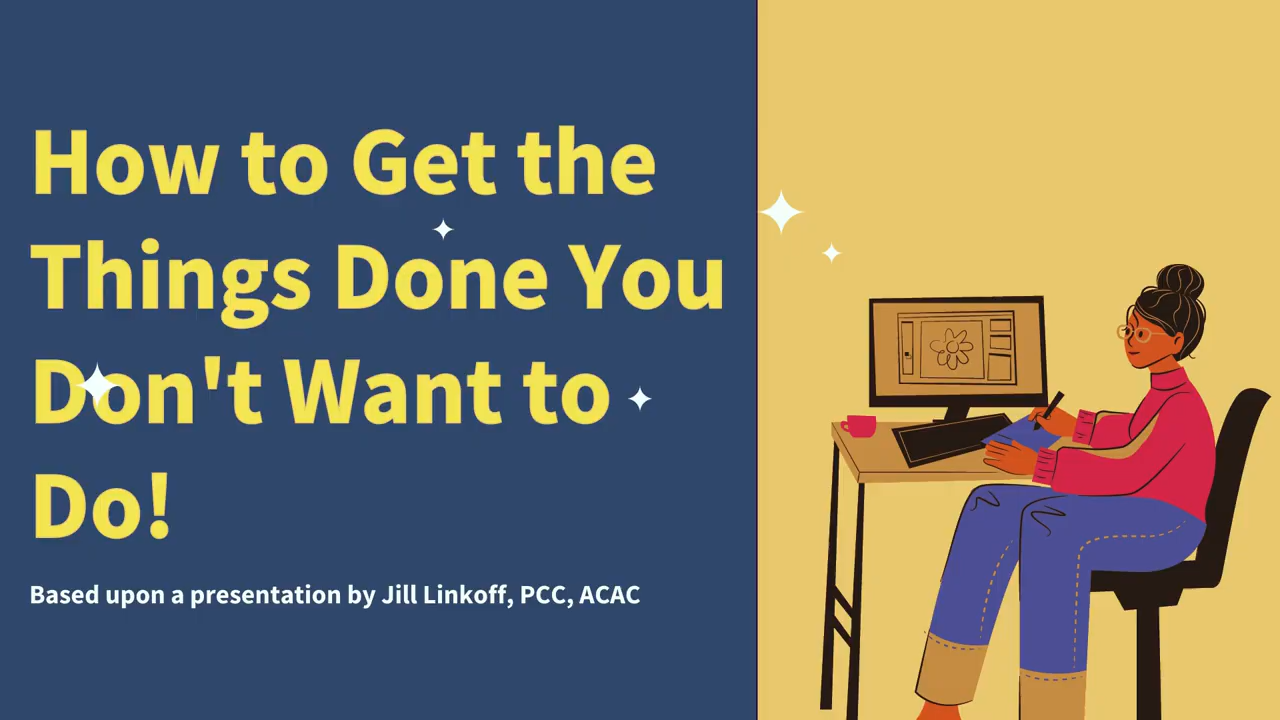 How to Get the
Things Done You
Don't Want to
Do!
Based upon a presentation by Jill Linkoff, PCC, ACAC